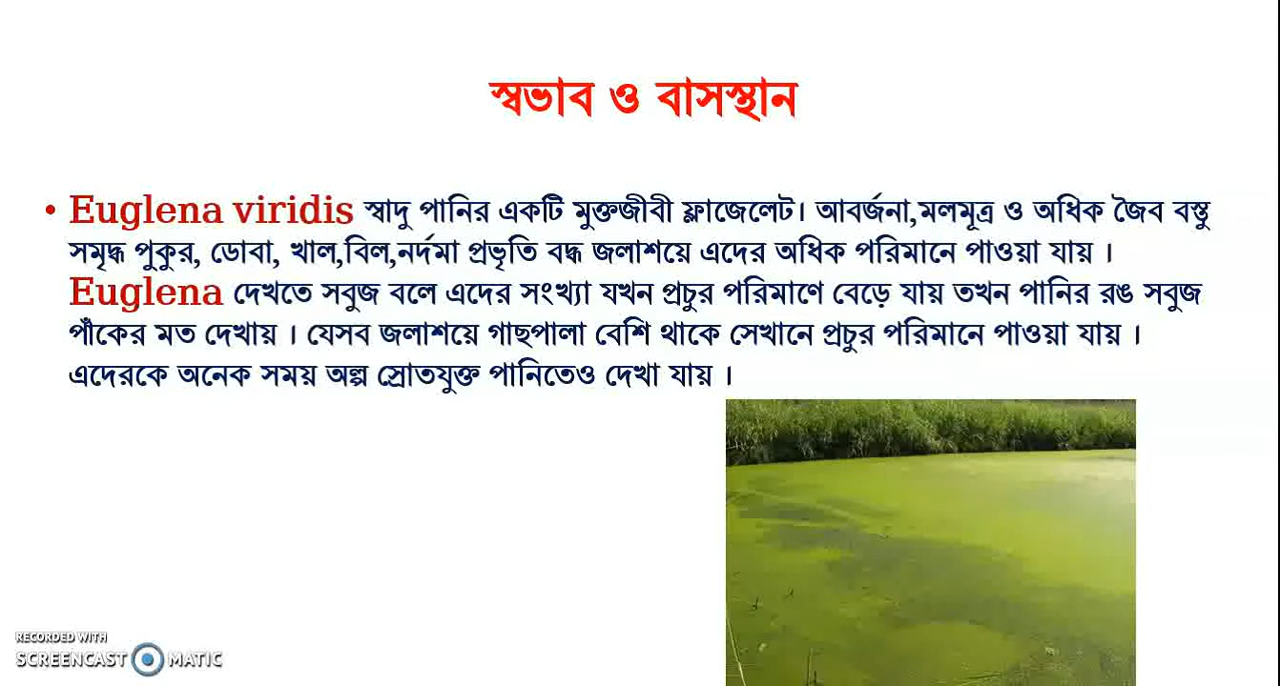 স্বভাব ও বাসস্থান
• Euglena viridis স্বাদু পানির একটি মুক্তজীবী ফ্লাজেলেট। আবর্জনা,মলমূত্র ও অধিক জৈব বস্তু
সমৃদ্ধ পুকুর, ডোবা, খাল,বিল,নর্দমা প্রভৃতি বদ্ধ জলাশয়ে এদের অধিক পরিমানে পাওয়া যায় ।
Euglena দেখতে সবুজ বলে এদের সংখ্যা যখন প্রচুর পরিমাণে বেড়ে যায় তখন পানির রঙ সবুজ
পাঁকের মত দেখায় । যেসব জলাশয়ে গাছপালা বেশি থাকে সেখানে প্রচুর পরিমানে পাওয়া যায় ।
এদেরকে অনেক সময় অল্প স্রোতযুক্ত পানিতেও দেখা যায় ।
RECORDED WITH
SCREENCAST MATIC